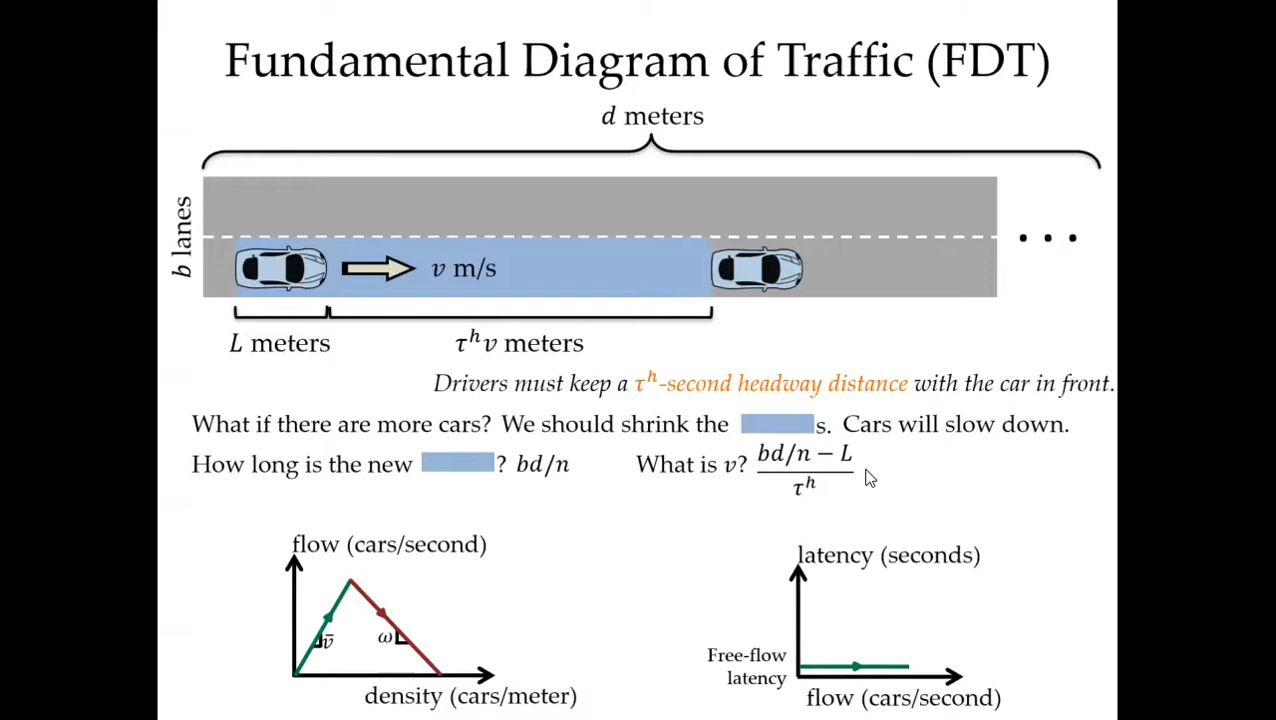 Fundamental Diagram of Traffic (FDT)
d meters
b lanes
v m/s
L meters
τʰv meters
Drivers must keep a τʰ-second headway distance with the car in front.
What if there are more cars? We should shrink the s. Cars will slow down.
How long is the new ? bd/n What is v? (bd/n − L)/τʰ
flow (cars/second)
v̄
ω
density (cars/meter)
latency (seconds)
Free-flow
latency
flow (cars/second)